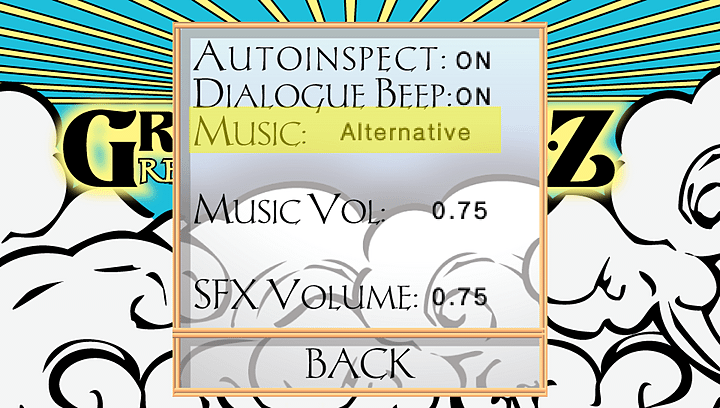 AUTOINSPECT: ON
DIALOGUE BEEP: ON
MUSIC: Alternative
MUSIC VOL: 0.75
SFX VOLUME: 0.75
BACK